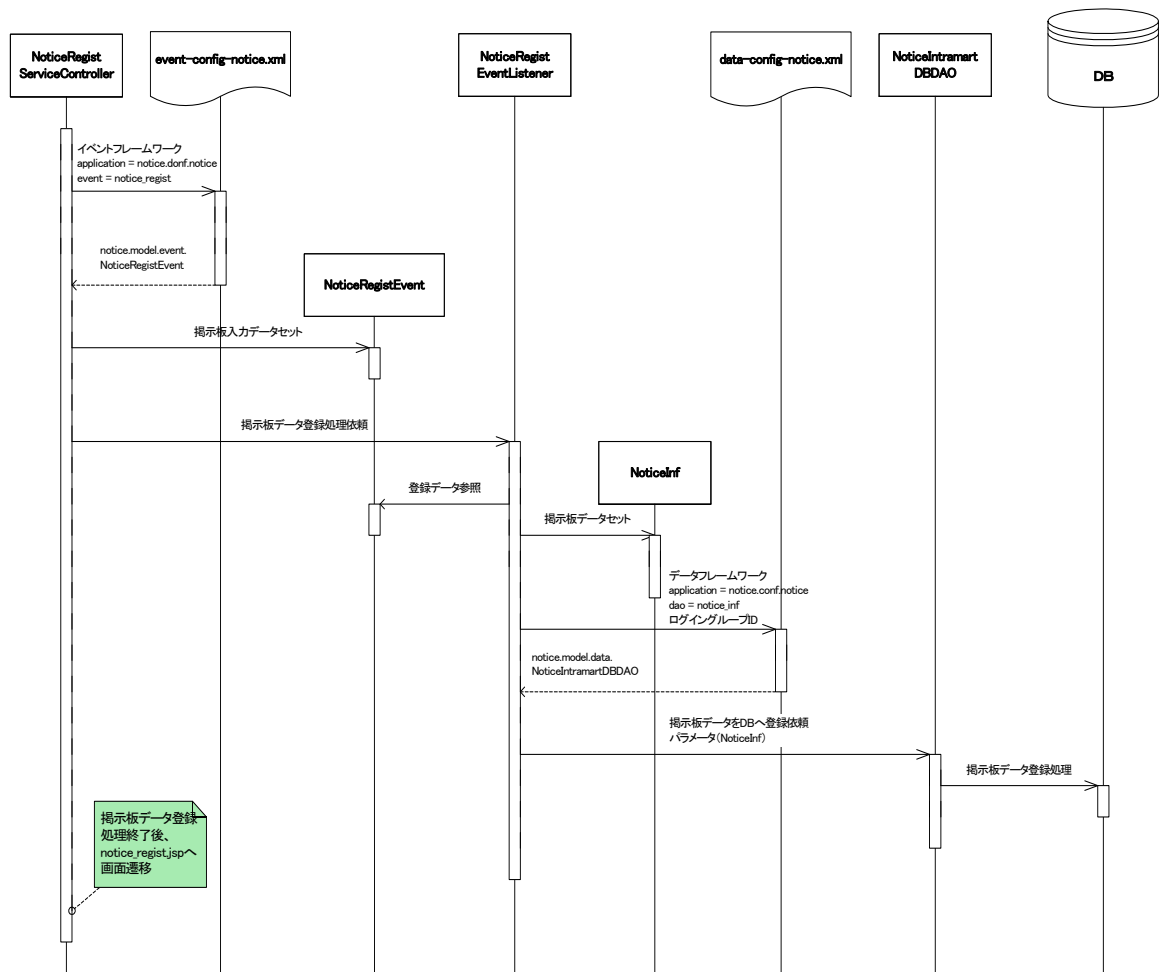 NoticeRegist
ServiceController
event-config-notice.xml
NoticeRegist
EventListener
data-config-notice.xml
NoticeIntramart
DBDAO
DB
イベントフレームワーク
application = notice.donf.notice
event = notice_regist
notice.model.event.
NoticeRegistEvent
NoticeRegistEvent
掲示板入力データセット
掲示板データ登録処理依頼
NoticeInf
登録データ参照
掲示板データセット
データフレームワーク
application = notice.conf.notice
dao = notice_inf
ログイングループID
notice.model.data.
NoticeIntramartDBDAO
掲示板データをDBへ登録依頼
パラメータ(NoticeInf)
掲示板データ登録処理
掲示板データ登録
処理終了後、
notice_regist.jspへ
画面遷移